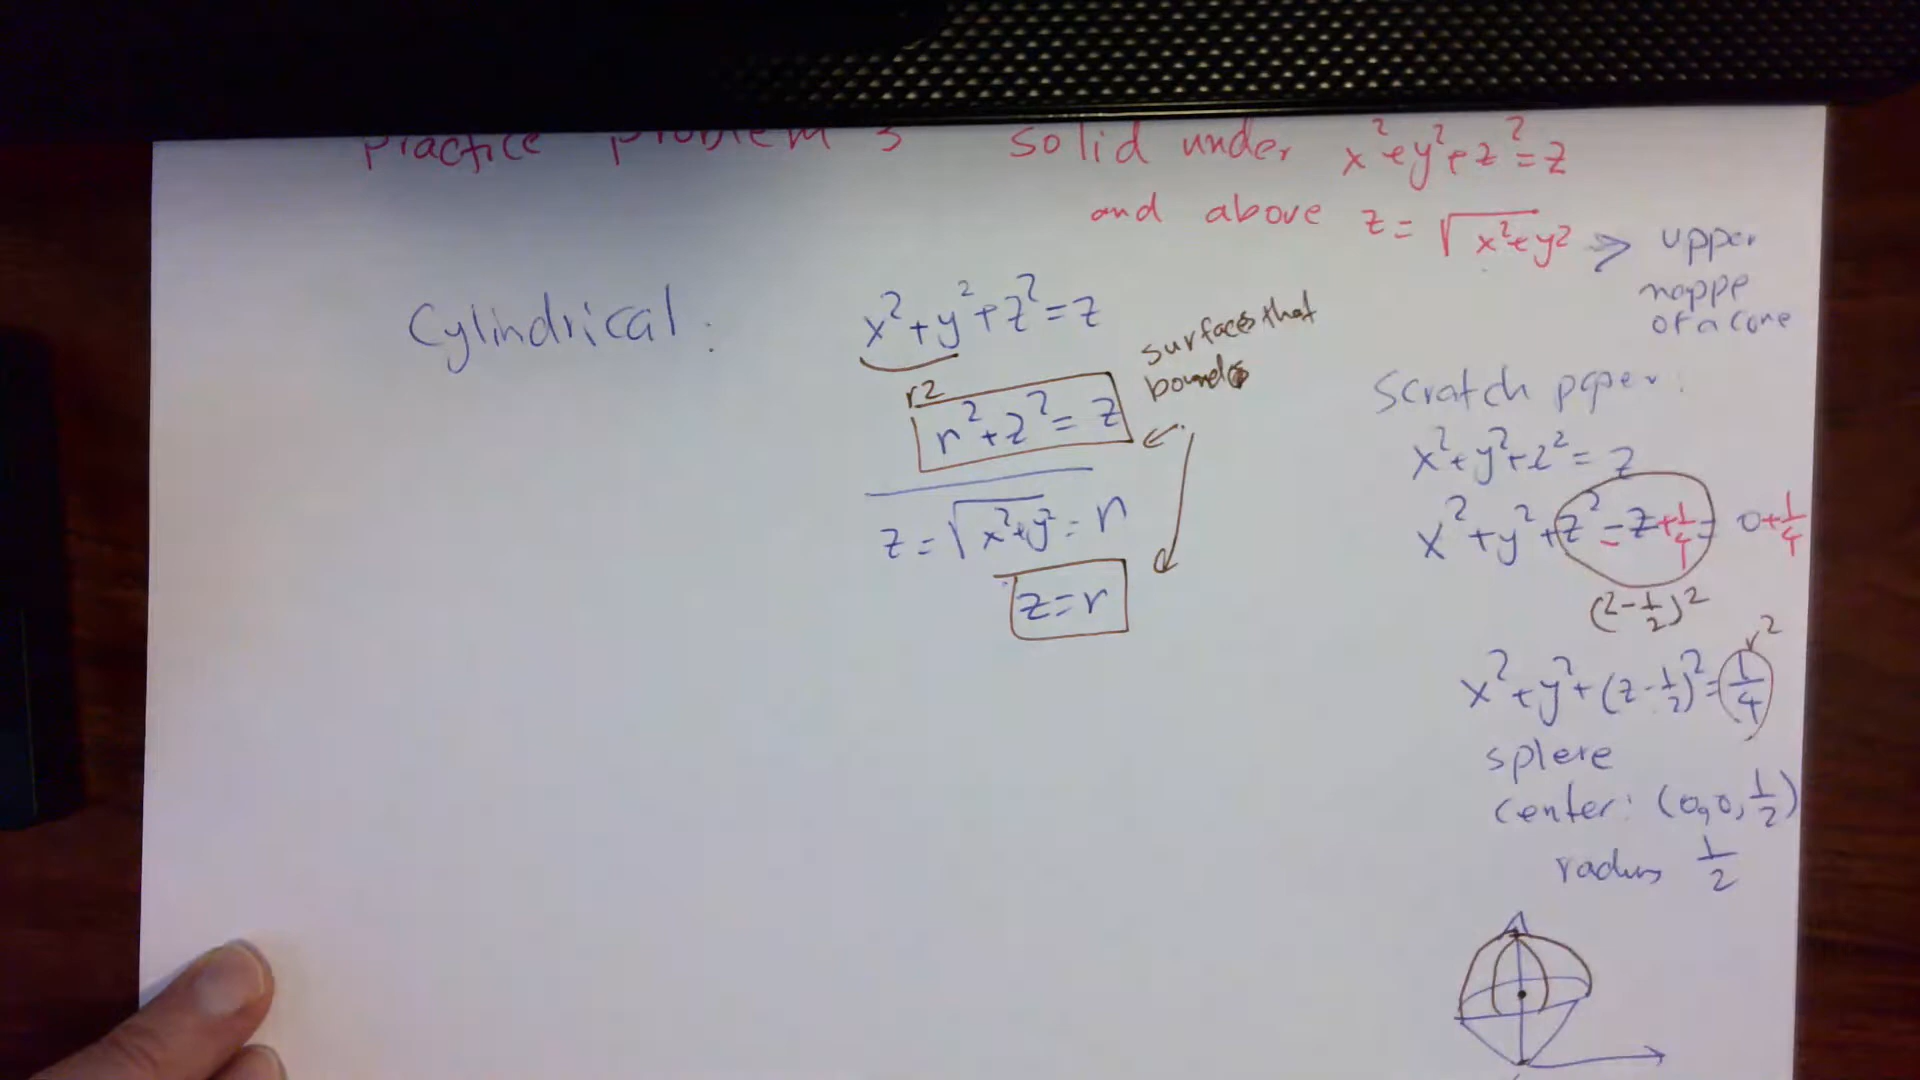 Practice problem 3 solid under x²+y²+z²=z
and above z=√x²+y² => upper
nappe
of a cone
Cylindrical: x²+y²+z²=z
r²
r²+z²=z
surfaces that
bounds
z=√x²+y²=r
z=r
Scratch paper:
x²+y²+z²=z
x²+y²+z²-z+1/4=0+1/4
(z-1/2)²
r²
x²+y²+(z-1/2)²=1/4
splere
center: (0,0,1/2)
radius 1/2